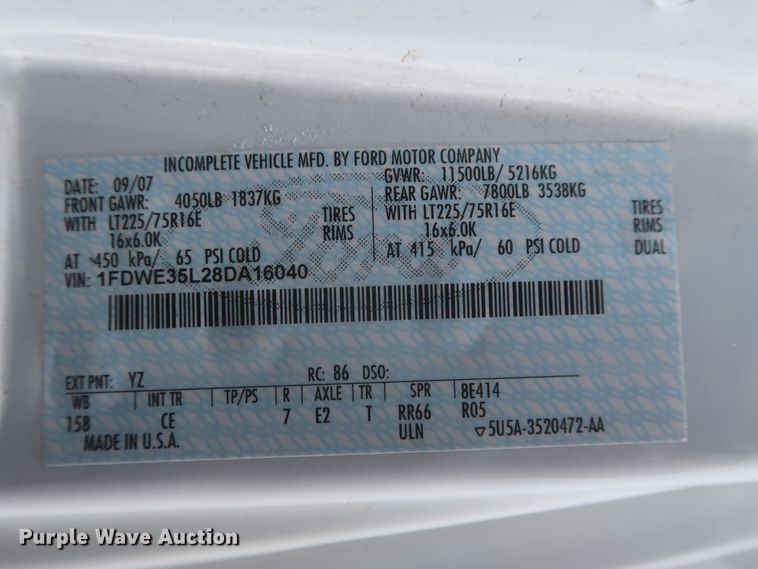 INCOMPLETE VEHICLE MFD. BY FORD MOTOR COMPANY
DATE: 09/07 GVWR: 11500LB/ 5216KG
FRONT GAWR: 4050LB 1837KG REAR GAWR: 7800LB 3538KG
WITH LT225/75R16E TIRES WITH LT225/75R16E TIRES
16x6.0K RIMS 16x6.0K RIMS
AT 450 kPa/ 65 PSI COLD AT 415 kPa/ 60 PSI COLD DUAL
VIN: 1FDWE35L28DA16040
EXT PNT: YZ RC: 86 DSO:
WB INT TR TP/PS R AXLE TR SPR 8E414
158 CE 7 E2 T RR66 R05
MADE IN U.S.A. ULN ▽5U5A-3520472-AA
Purple Wave Auction